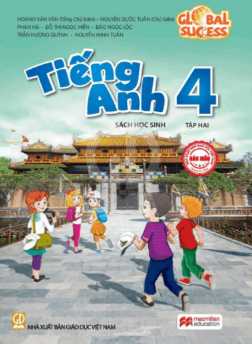 HOÀNG VĂN VÂN (Tổng Chủ biên) – NGUYỄN QUỐC TUẤN (Chủ biên)
PHAN HÀ – ĐỖ THỊ NGỌC HIỀN – ĐÀO NGỌC LỘC
TRẦN HƯƠNG QUỲNH – NGUYỄN MINH TUẤN
GLOBAL
SUCCESS
Tiếng
Anh 4
SÁCH HỌC SINH
TẬP HAI
NHÀ XUẤT BẢN GIÁO DỤC VIỆT NAM
macmillan
education